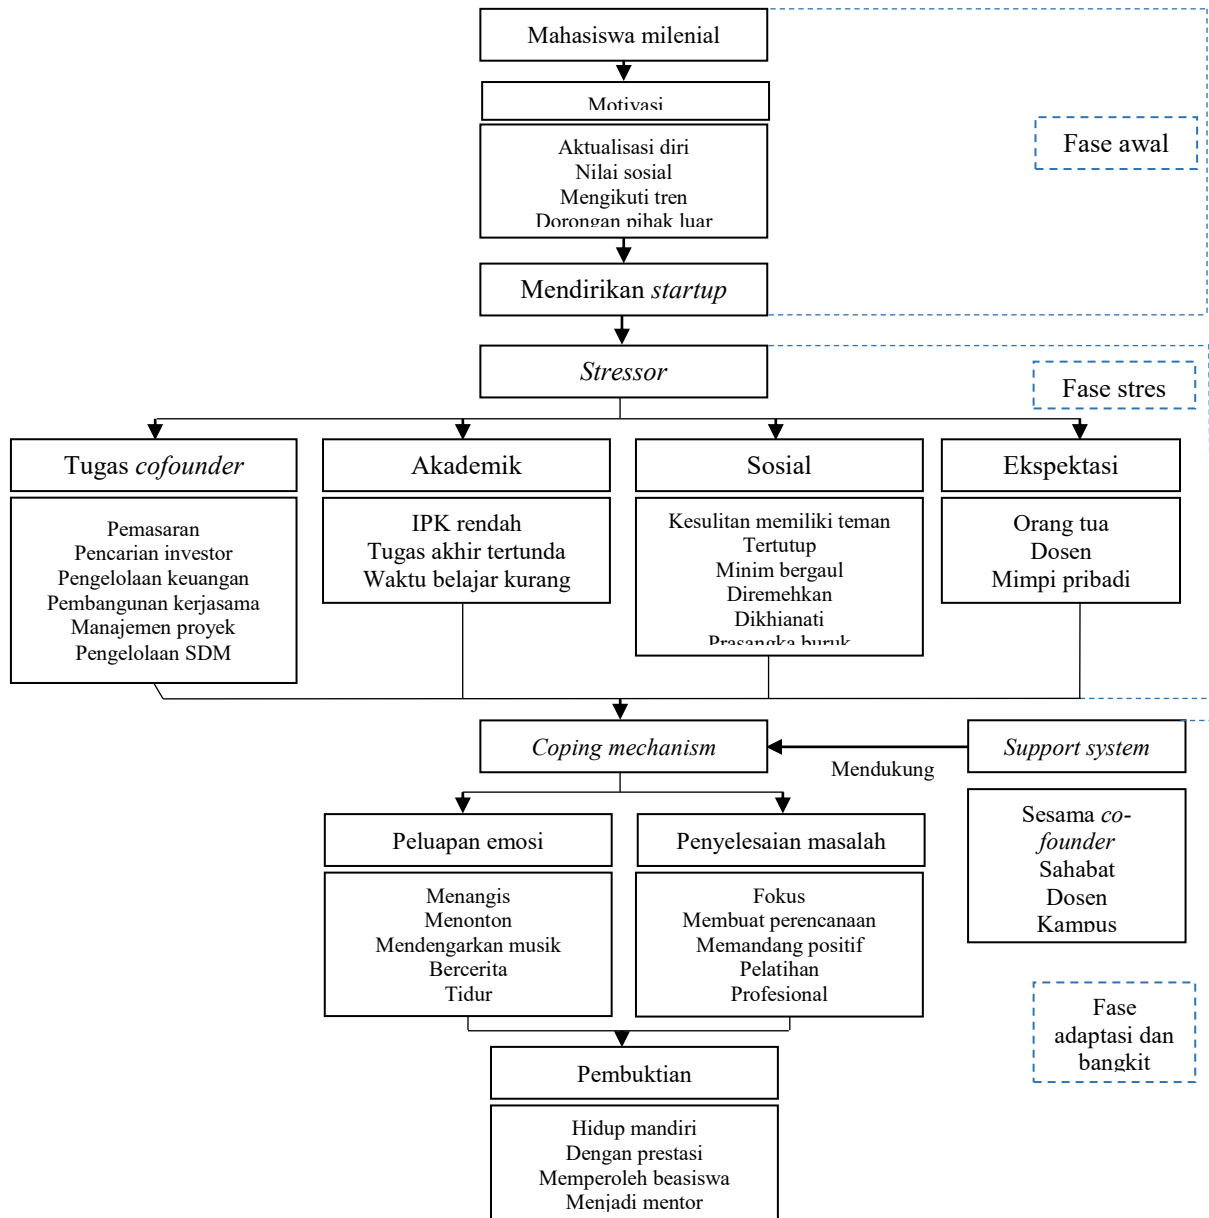 Mahasiswa milenial
Motivasi
Aktualisasi diri
Nilai sosial
Mengikuti tren
Dorongan pihak luar
Fase awal
Mendirikan startup
Stressor
Fase stres
Tugas cofounder
Akademik
Sosial
Ekspektasi
Pemasaran
Pencarian investor
Pengelolaan keuangan
Pembangunan kerjasama
Manajemen proyek
Pengelolaan SDM
IPK rendah
Tugas akhir tertunda
Waktu belajar kurang
Kesulitan memiliki teman
Tertutup
Minim bergaul
Diremehkan
Dikhianati
Prasangka buruk
Orang tua
Dosen
Mimpi pribadi
Coping mechanism
Mendukung
Support system
Sesama co-
founder
Sahabat
Dosen
Kampus
Peluapan emosi
Penyelesaian masalah
Menangis
Menonton
Mendengarkan musik
Bercerita
Tidur
Fokus
Membuat perencanaan
Memandang positif
Pelatihan
Profesional
Fase
adaptasi dan
bangkit
Pembuktian
Hidup mandiri
Dengan prestasi
Memperoleh beasiswa
Menjadi mentor